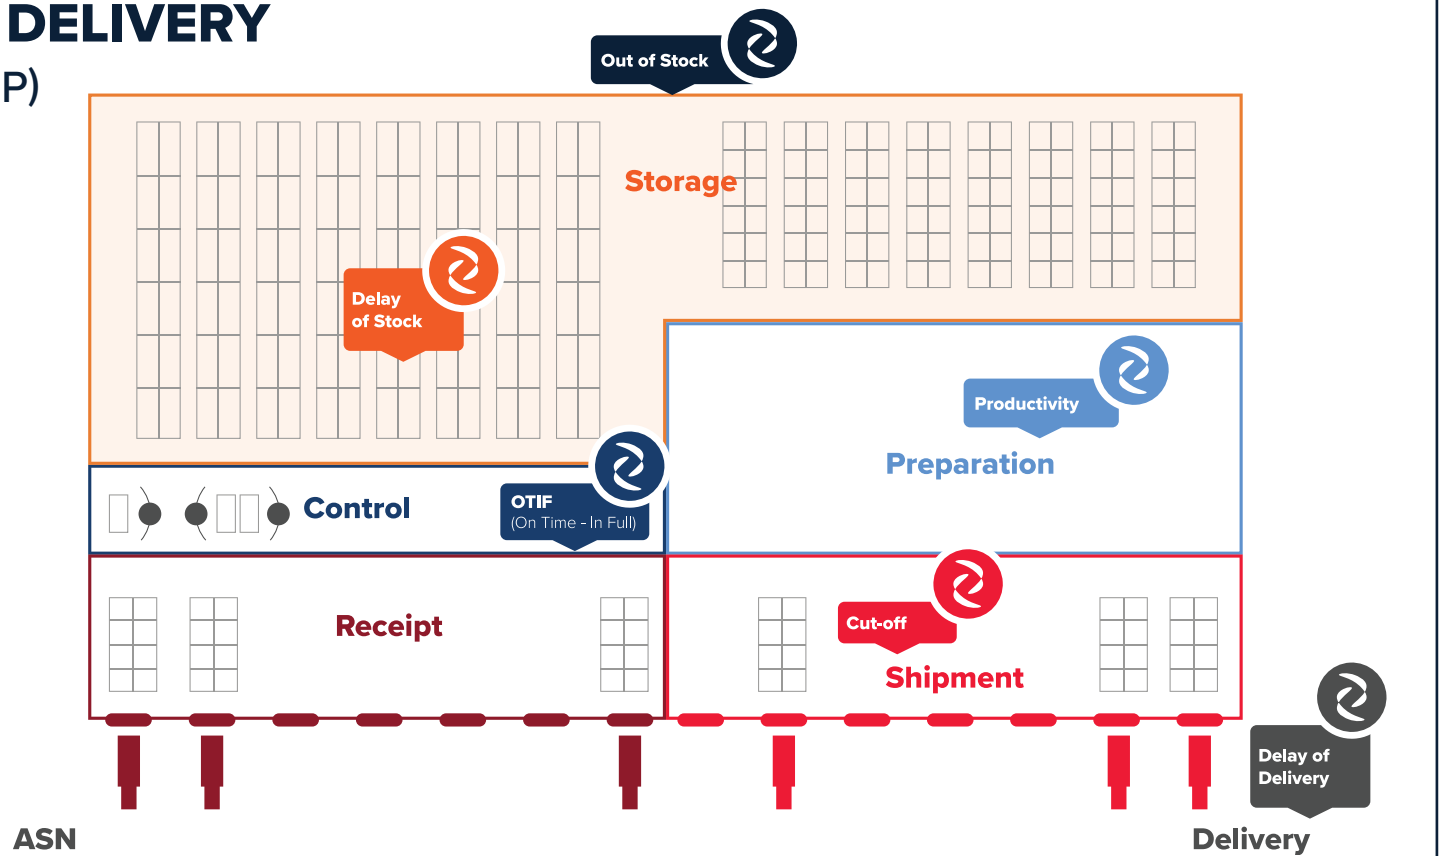 DELIVERY
P)
Out of Stock
Storage
Delay
of Stock
Productivity
Preparation
Control
OTIF
(On Time - In Full)
Receipt
Cut-off
Shipment
Delay of
Delivery
ASN
Delivery